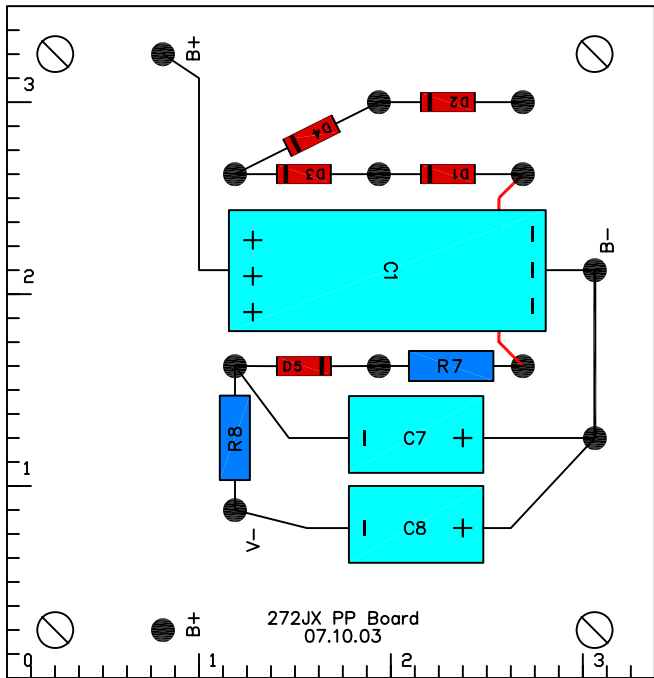 B+
3
D2
D4
D3
D1
B-
+
-
+
C1
-
+
-
2
D5
R7
R8
- C7 +
- C8 +
1
V-
272JX PP Board
07.10.03
B+
0 1 2 3